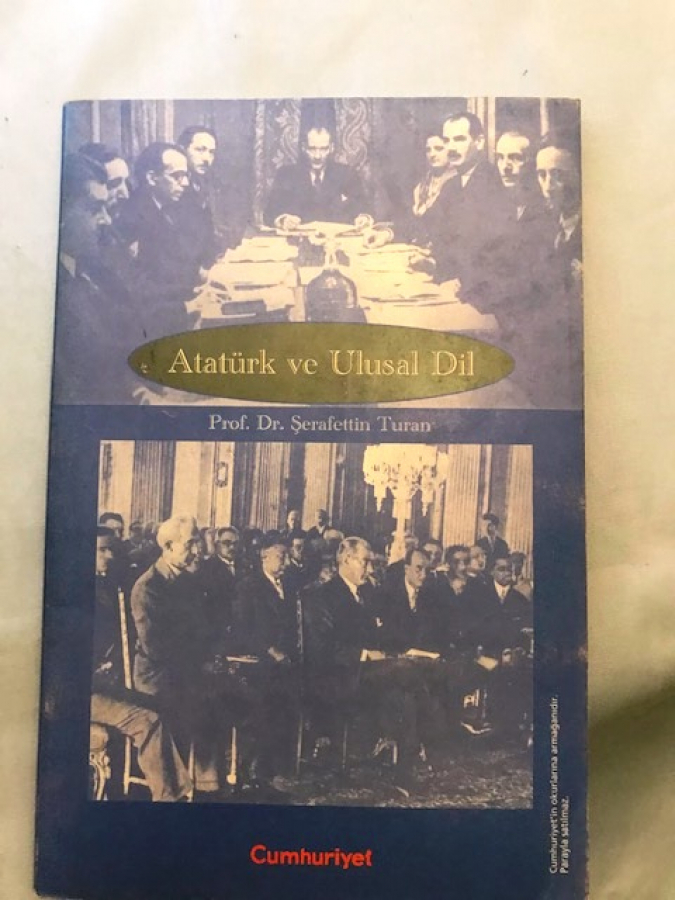 Atatürk ve Ulusal Dil
Prof. Dr. Şerafettin Turan
Cumhuriyet'in okurlarına armağanıdır.
Parayla satılmaz.
Cumhuriyet